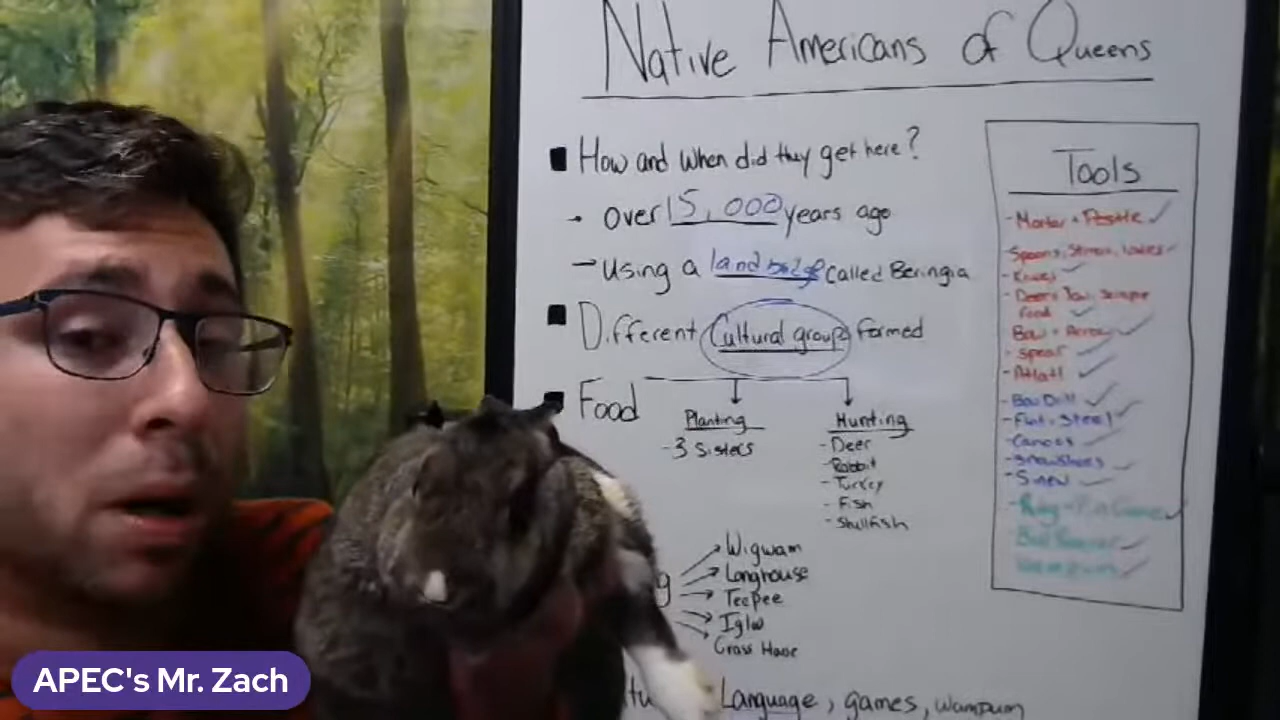 Native Americans of Queens
■ How and when did they get here?
→ over 15,000 years ago
→ Using a land bridge called Beringia
■ Different Cultural groups formed
■ Food
Planting
- 3 Sisters
Hunting
- Deer
- Rabbit
- Turkey
- Fish
- Shellfish
Wigwam
Longhouse
TeePee
Igloo
Grass House
Language, games, wampum
Tools
- Mortar + Pestle ✓
- Knives ✓
Food ✓
Bow + Arrow ✓
- Spear ✓
- Atlatl ✓
- Bow Drill ✓
- Flint + Steel ✓
- Canoes ✓
- Snowshoes ✓
- Sinew ✓
APEC's Mr. Zach